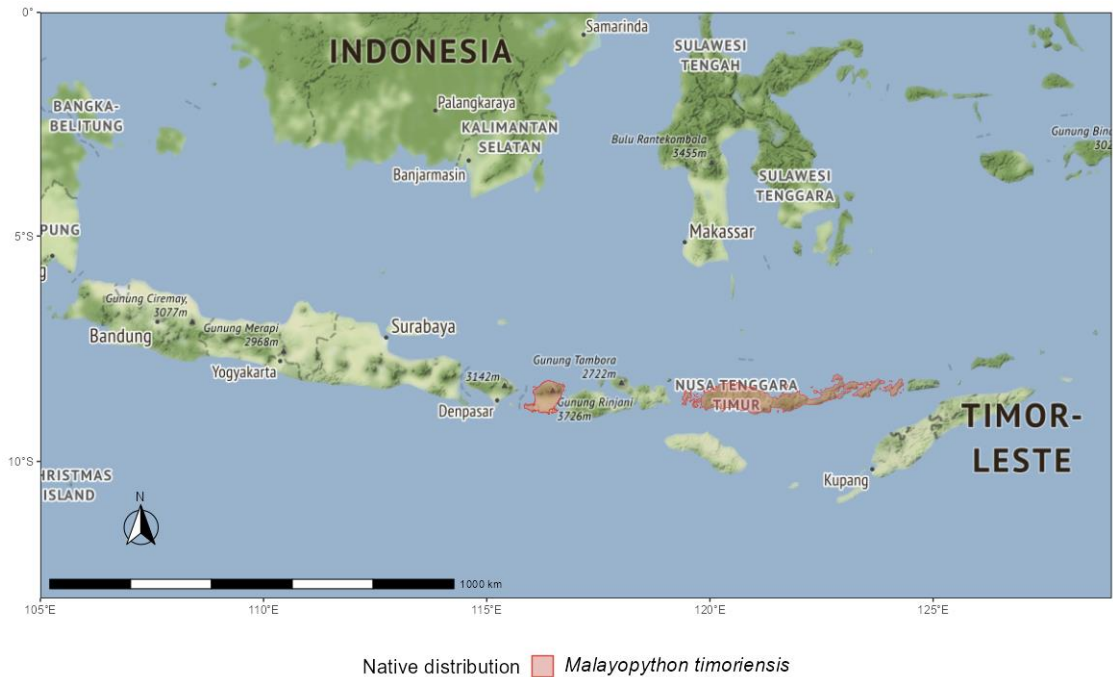 0°
Samarinda
INDONESIA
SULAWESI
TENGAH
BANGKA-
BELITUNG
Palangkaraya
KALIMANTAN
SELATAN
Bulu Rantekombola
3455m
Gunung Bina
302
Banjarmasin
SULAWESI
TENGGARA
PUNG
Makassar
5°S
g
Gunung Ciremay,
3077m
Bandung
Gunung Merapi
2968m
Surabaya
Yogyakarta
3142m
Gunung Tambora
2722m
Denpasar
Gunung Rinjani
3726m
NUSA TENGGARA
TIMUR
TIMOR-
LESTE
10°S
HRISTMAS
ISLAND
Kupang
N
1000 km
105°E
110°E
115°E
120°E
125°E
Native distribution Malayopython timoriensis